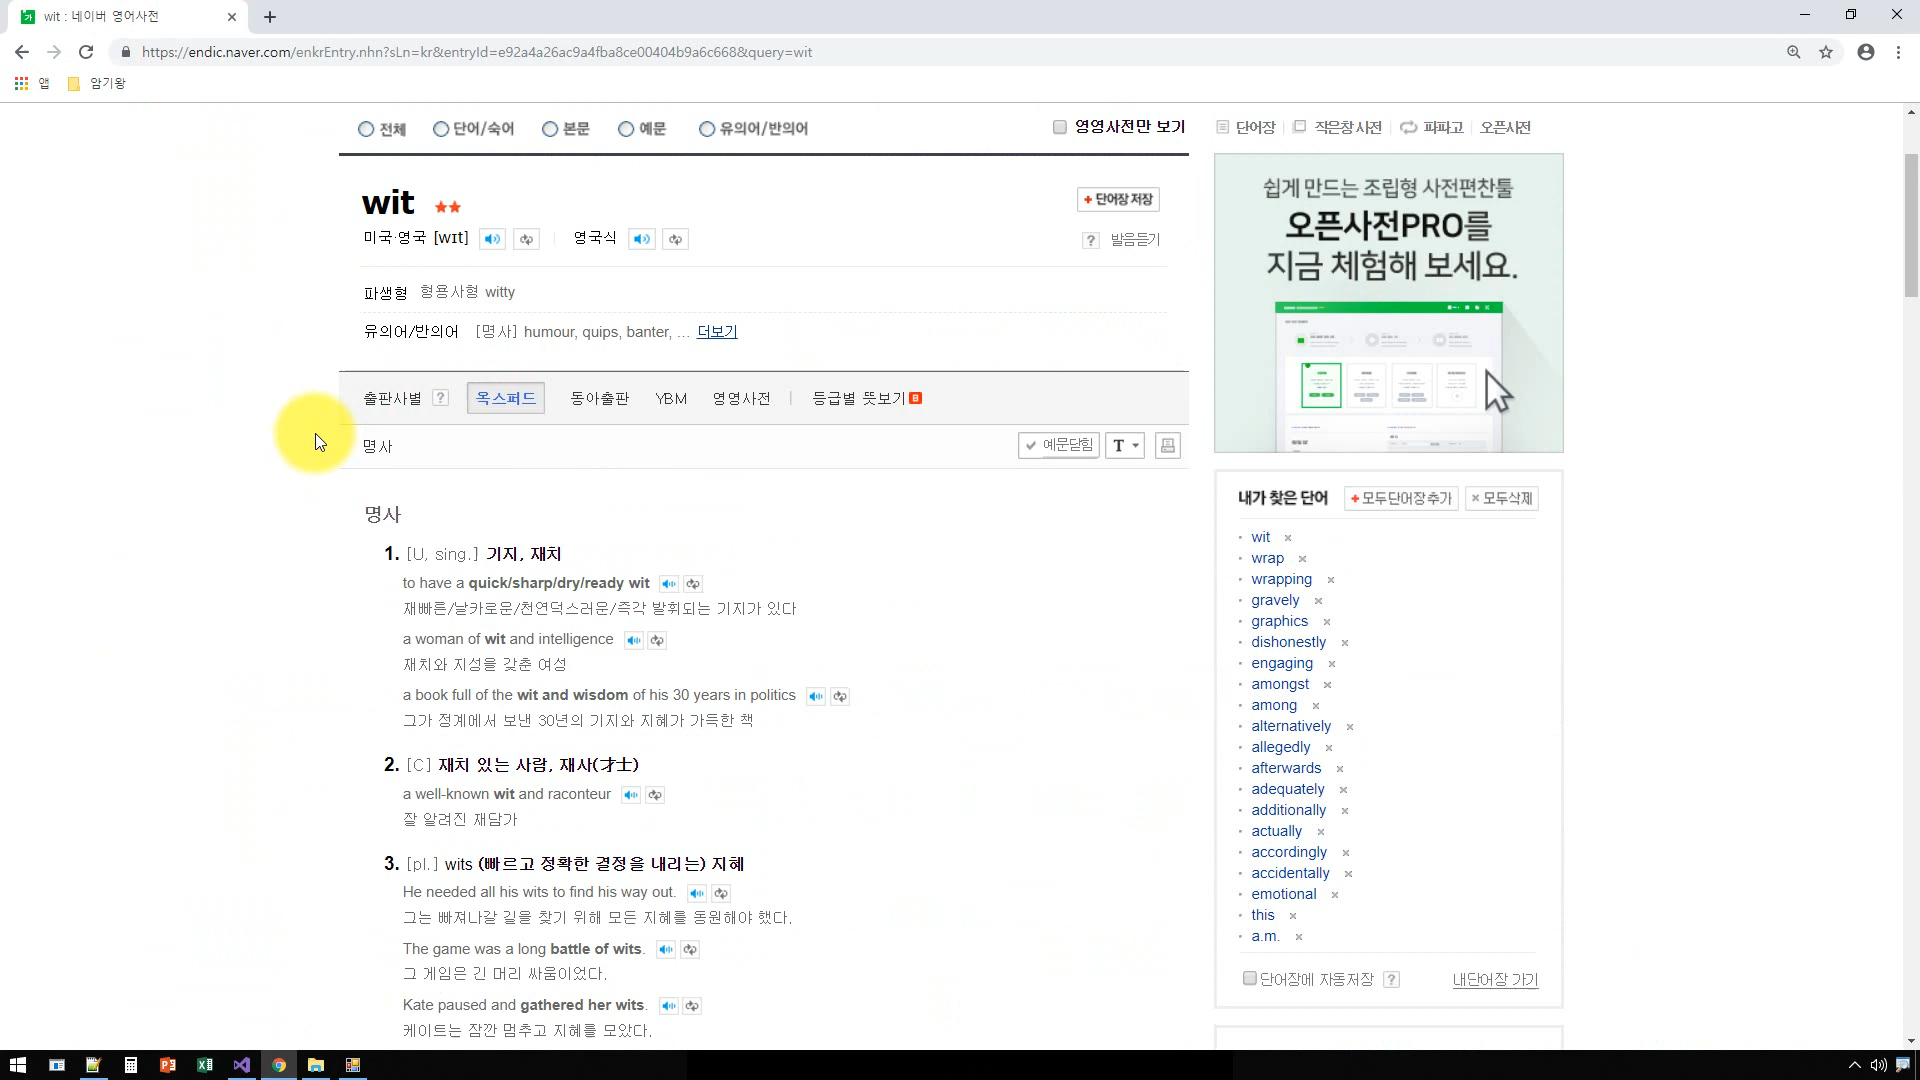 wit : 네이버 영어사전
https://endic.naver.com/enkrEntry.nhn?sLn=kr&entryId=e92a4a26ac9a4fba8ce00404b9a6c668&query=wit
앱 암기왕
전체 단어/숙어 본문 예문 유의어/반의어 영영사전만 보기
단어장 작은창 사전 파파고 오픈사전
wit
+ 단어장 저장
미국·영국 [wɪt] 영국식
? 발음듣기
파생형 형용사형 witty
유의어/반의어 [명사] humour, quips, banter, ... 더보기
출판사별 ? 옥스퍼드 동아출판 YBM 영영사전 등급별 뜻보기
명사 예문닫힘 T
명사
1. [U, sing.] 기지, 재치
to have a quick/sharp/dry/ready wit
재빠른/날카로운/천연덕스러운/즉각 발휘되는 기지가 있다
a woman of wit and intelligence
재치와 지성을 갖춘 여성
a book full of the wit and wisdom of his 30 years in politics
그가 정계에서 보낸 30년의 기지와 지혜가 가득한 책
2. [C] 재치 있는 사람, 재사(才士)
a well-known wit and raconteur
잘 알려진 재담가
3. [pl.] wits (빠르고 정확한 결정을 내리는) 지혜
He needed all his wits to find his way out.
그는 빠져나갈 길을 찾기 위해 모든 지혜를 동원해야 했다.
The game was a long battle of wits.
그 게임은 긴 머리 싸움이었다.
Kate paused and gathered her wits.
케이트는 잠깐 멈추고 지혜를 모았다.
쉽게 만드는 조립형 사전편찬툴
오픈사전PRO를
지금 체험해 보세요.
내가 찾은 단어 + 모두단어장추가 × 모두삭제
wit
wrap
wrapping
gravely
graphics
dishonestly
engaging
amongst
among
alternatively
allegedly
afterwards
adequately
additionally
actually
accordingly
accidentally
emotional
this
a.m.
단어장에 자동저장 ? 내단어장 가기